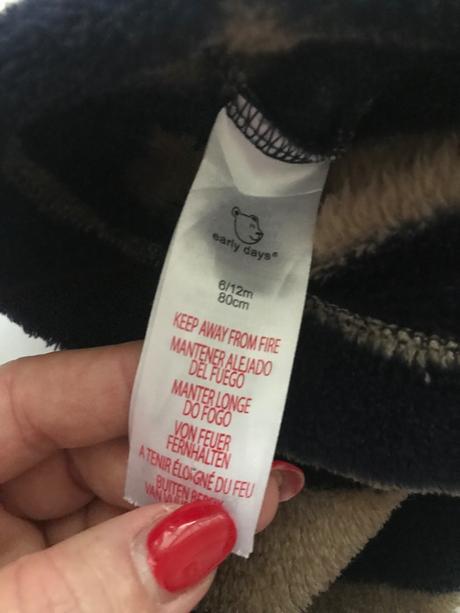 early days®
6/12m
80cm
KEEP AWAY FROM FIRE
MANTENER ALEJADO
DEL FUEGO
MANTER LONGE
DO FOGO
VON FEUER
FERNHALTEN
A TENIR ÉLOIGNÉ DU FEU
BUITEN